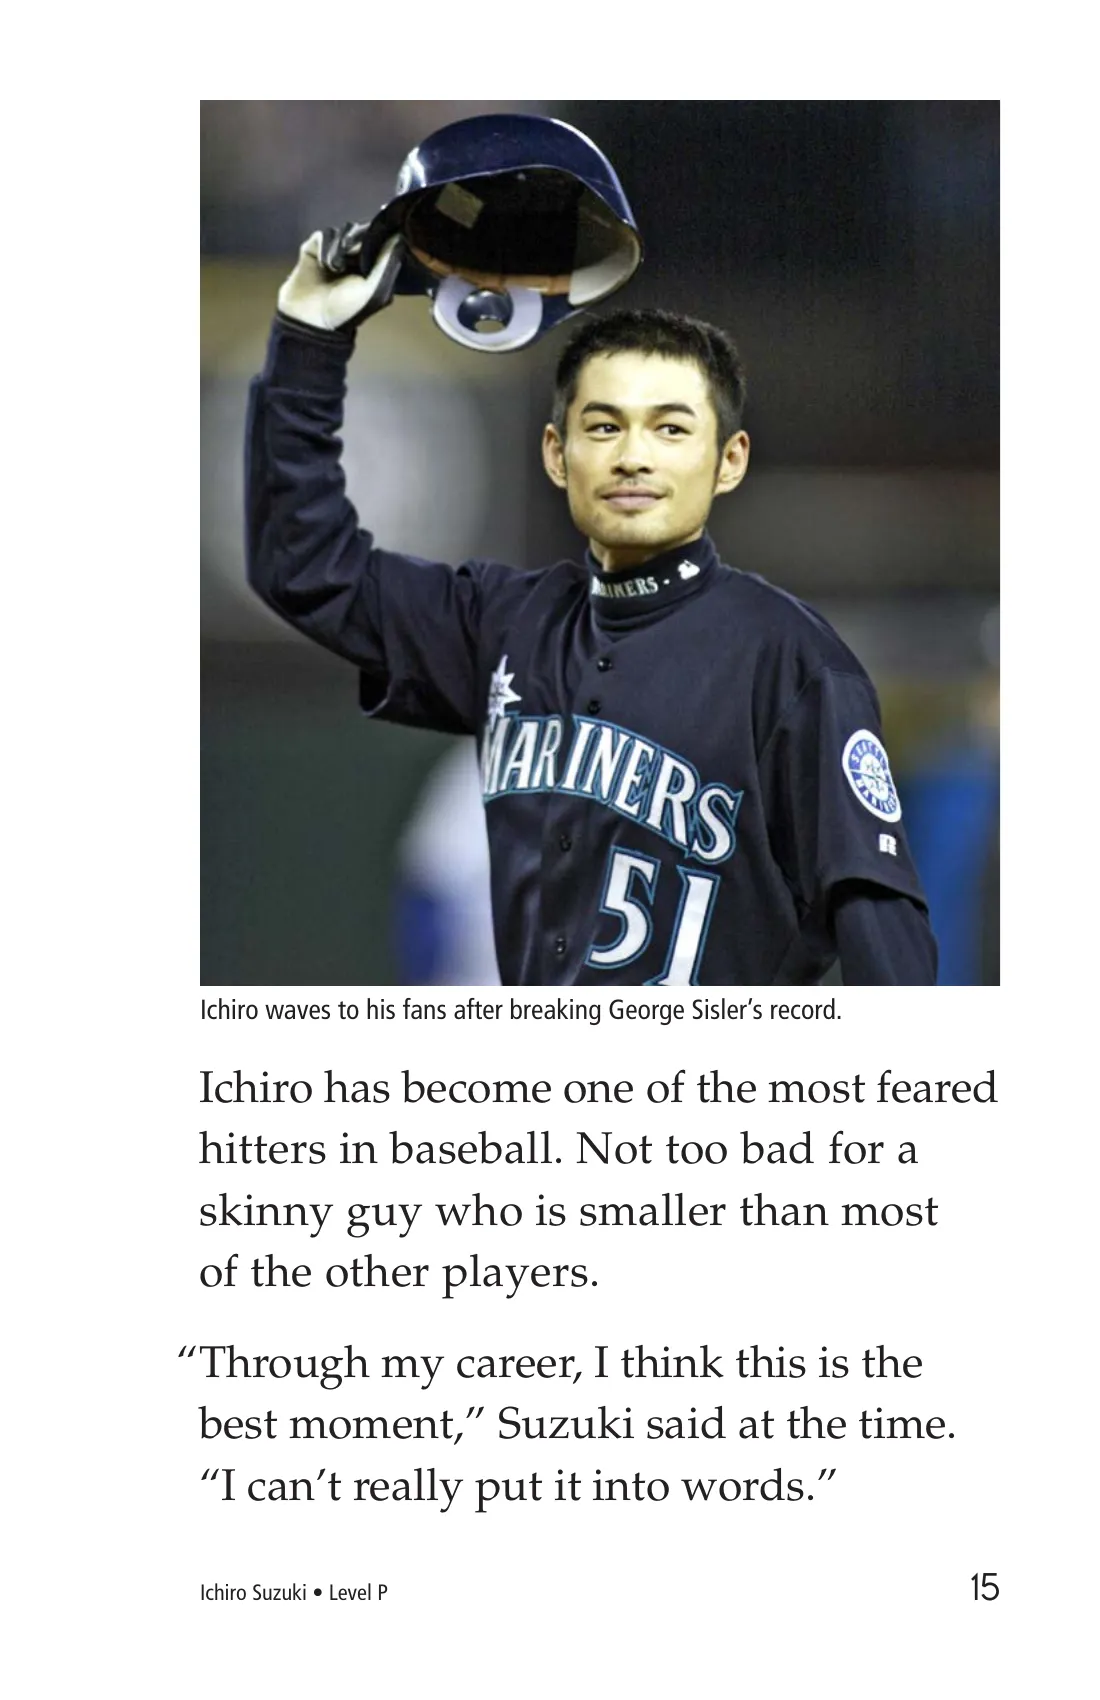 MARINERS
MARINERS
51
SEATTLE
MARINERS
R
Ichiro waves to his fans after breaking George Sisler’s record.
Ichiro has become one of the most feared
hitters in baseball. Not too bad for a
skinny guy who is smaller than most
of the other players.
“Through my career, I think this is the
best moment,” Suzuki said at the time.
“I can’t really put it into words.”
Ichiro Suzuki • Level P
15